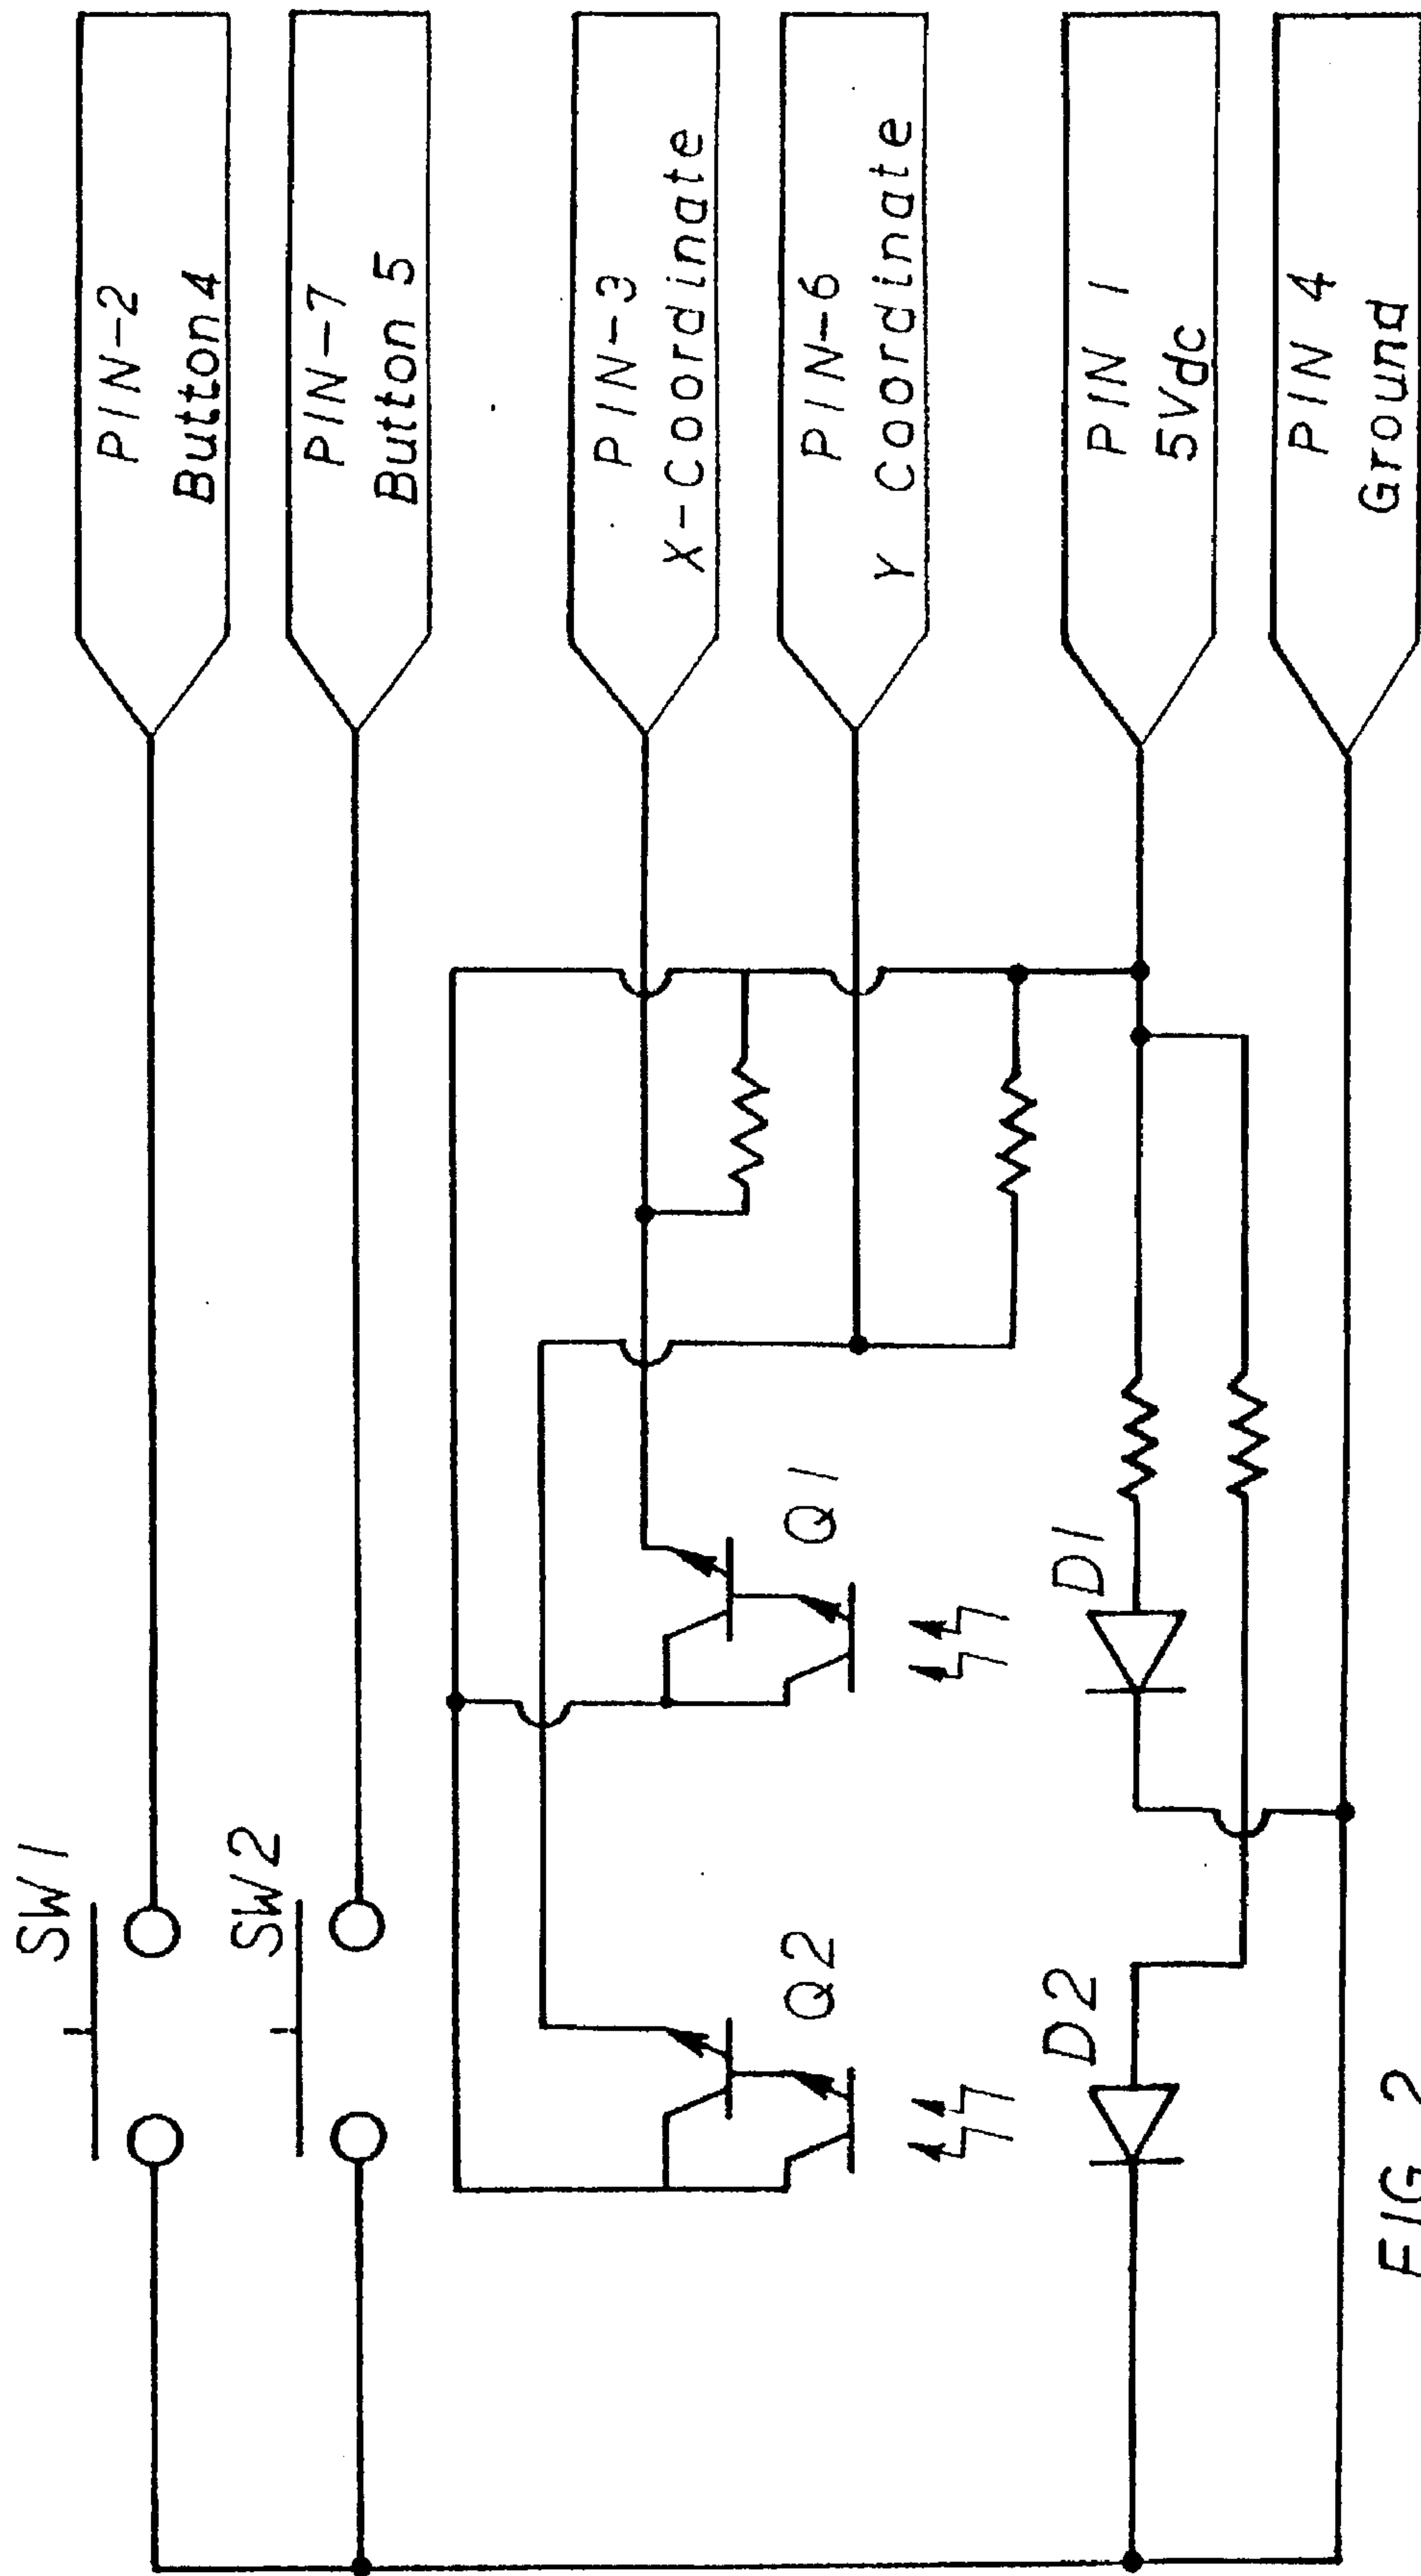 PIN-2
Button 4
PIN-7
Button 5
PIN-3
X-Coordinate
PIN-6
Y Coordinate
PIN 1
5Vdc
PIN 4
Ground
SW1
SW2
Q1
Q2
D1
D2
FIG 2